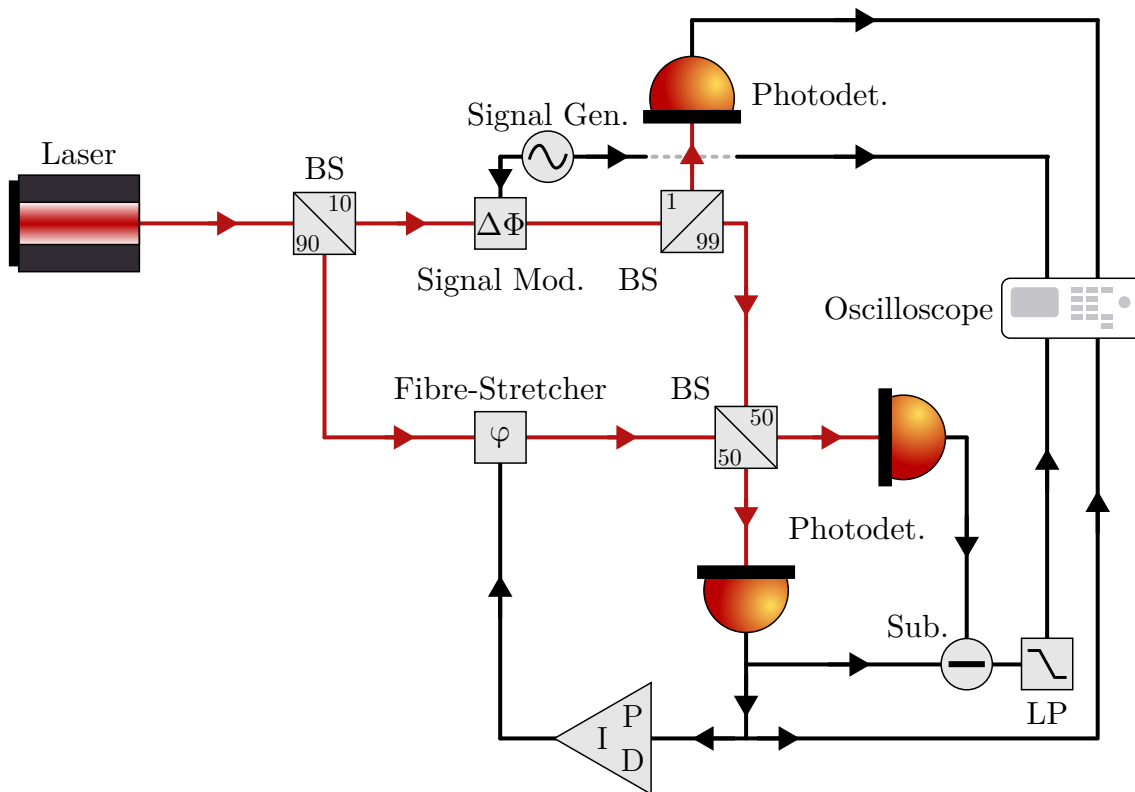 Photodet.
Signal Gen.
Laser
BS
10
90
ΔΦ
1
99
Signal Mod.
BS
Oscilloscope
Fibre-Stretcher
BS
φ
50
50
Photodet.
Sub.
P
I
D
LP